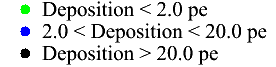 Deposition < 2.0 pe
2.0 < Deposition < 20.0 pe
Deposition > 20.0 pe